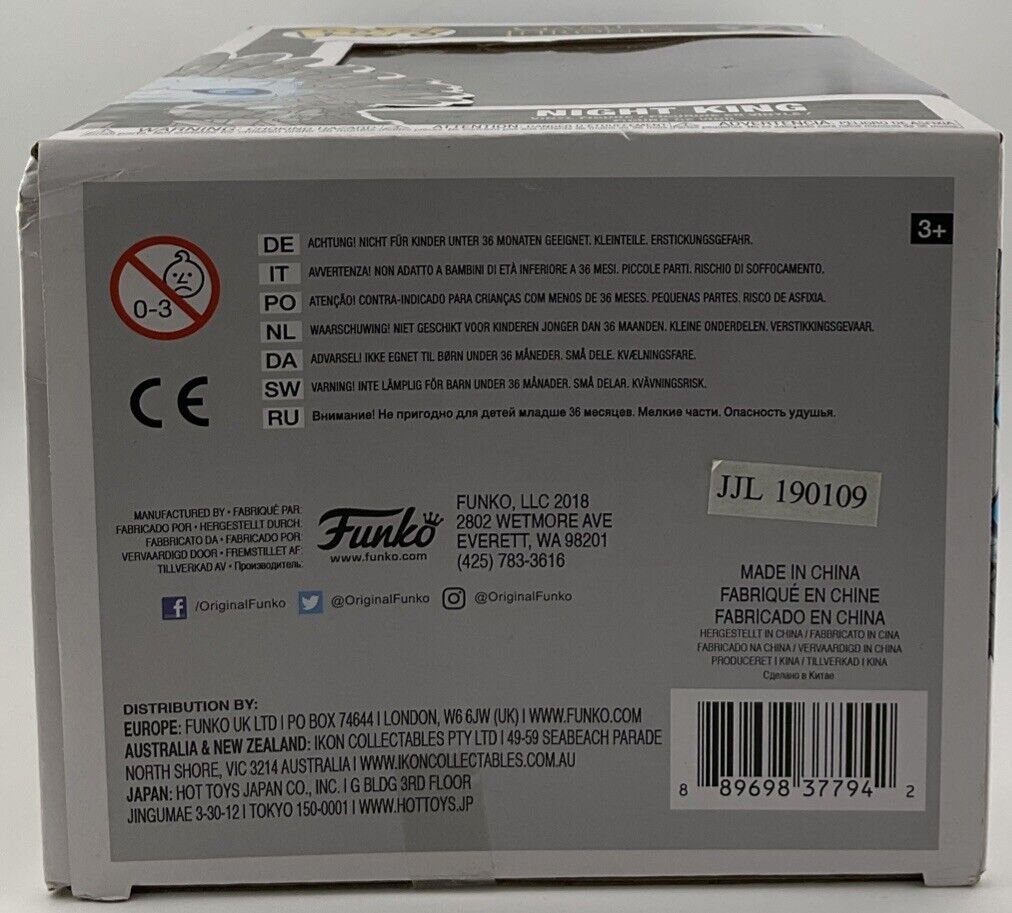 NIGHT KING
WARNING:
ATTENTION:
ADVERTENCIA: PELIGRO DE ASFIXIA
3+
0-3
DE ACHTUNG! NICHT FÜR KINDER UNTER 36 MONATEN GEEIGNET. KLEINTEILE. ERSTICKUNGSGEFAHR.
IT AVVERTENZA! NON ADATTO A BAMBINI DI ETÀ INFERIORE A 36 MESI. PICCOLE PARTI. RISCHIO DI SOFFOCAMENTO.
PO ATENÇÃO! CONTRA-INDICADO PARA CRIANÇAS COM MENOS DE 36 MESES. PEQUENAS PARTES. RISCO DE ASFIXIA.
NL WAARSCHUWING! NIET GESCHIKT VOOR KINDEREN JONGER DAN 36 MAANDEN. KLEINE ONDERDELEN. VERSTIKKINGSGEVAAR.
DA ADVARSEL! IKKE EGNET TIL BØRN UNDER 36 MÅNEDER. SMÅ DELE. KVÆLNINGSFARE.
SW VARNING! INTE LÄMPLIG FÖR BARN UNDER 36 MÅNADER. SMÅ DELAR. KVÄVNINGSRISK.
RU Внимание! Не пригодно для детей младше 36 месяцев. Мелкие части. Опасность удушья.
CE
JJL 190109
MANUFACTURED BY • FABRIQUÉ PAR
FABRICADO POR • HERGESTELLT DURCH
FABBRICATO DA • FABRICADO POR
VERVAARDIGD DOOR • FREMSTILLET AF
TILLVERKAD AV • Производитель:
Funko
www.funko.com
FUNKO, LLC 2018
2802 WETMORE AVE
EVERETT, WA 98201
(425) 783-3616
/OriginalFunko @OriginalFunko @OriginalFunko
MADE IN CHINA
FABRIQUÉ EN CHINE
FABRICADO EN CHINA
HERGESTELLT IN CHINA / FABBRICATO IN CINA
FABRICADO NA CHINA / VERVAARDIGD IN CHINA
PRODUCERET I KINA / TILLVERKAD I KINA
Сделано в Китае
DISTRIBUTION BY:
EUROPE: FUNKO UK LTD I PO BOX 74644 I LONDON, W6 6JW (UK) I WWW.FUNKO.COM
AUSTRALIA & NEW ZEALAND: IKON COLLECTABLES PTY LTD I 49-59 SEABEACH PARADE
NORTH SHORE, VIC 3214 AUSTRALIA I WWW.IKONCOLLECTABLES.COM.AU
JAPAN: HOT TOYS JAPAN CO., INC. I G BLDG 3RD FLOOR
JINGUMAE 3-30-12 I TOKYO 150-0001 I WWW.HOTTOYS.JP
8 89698 37794 2